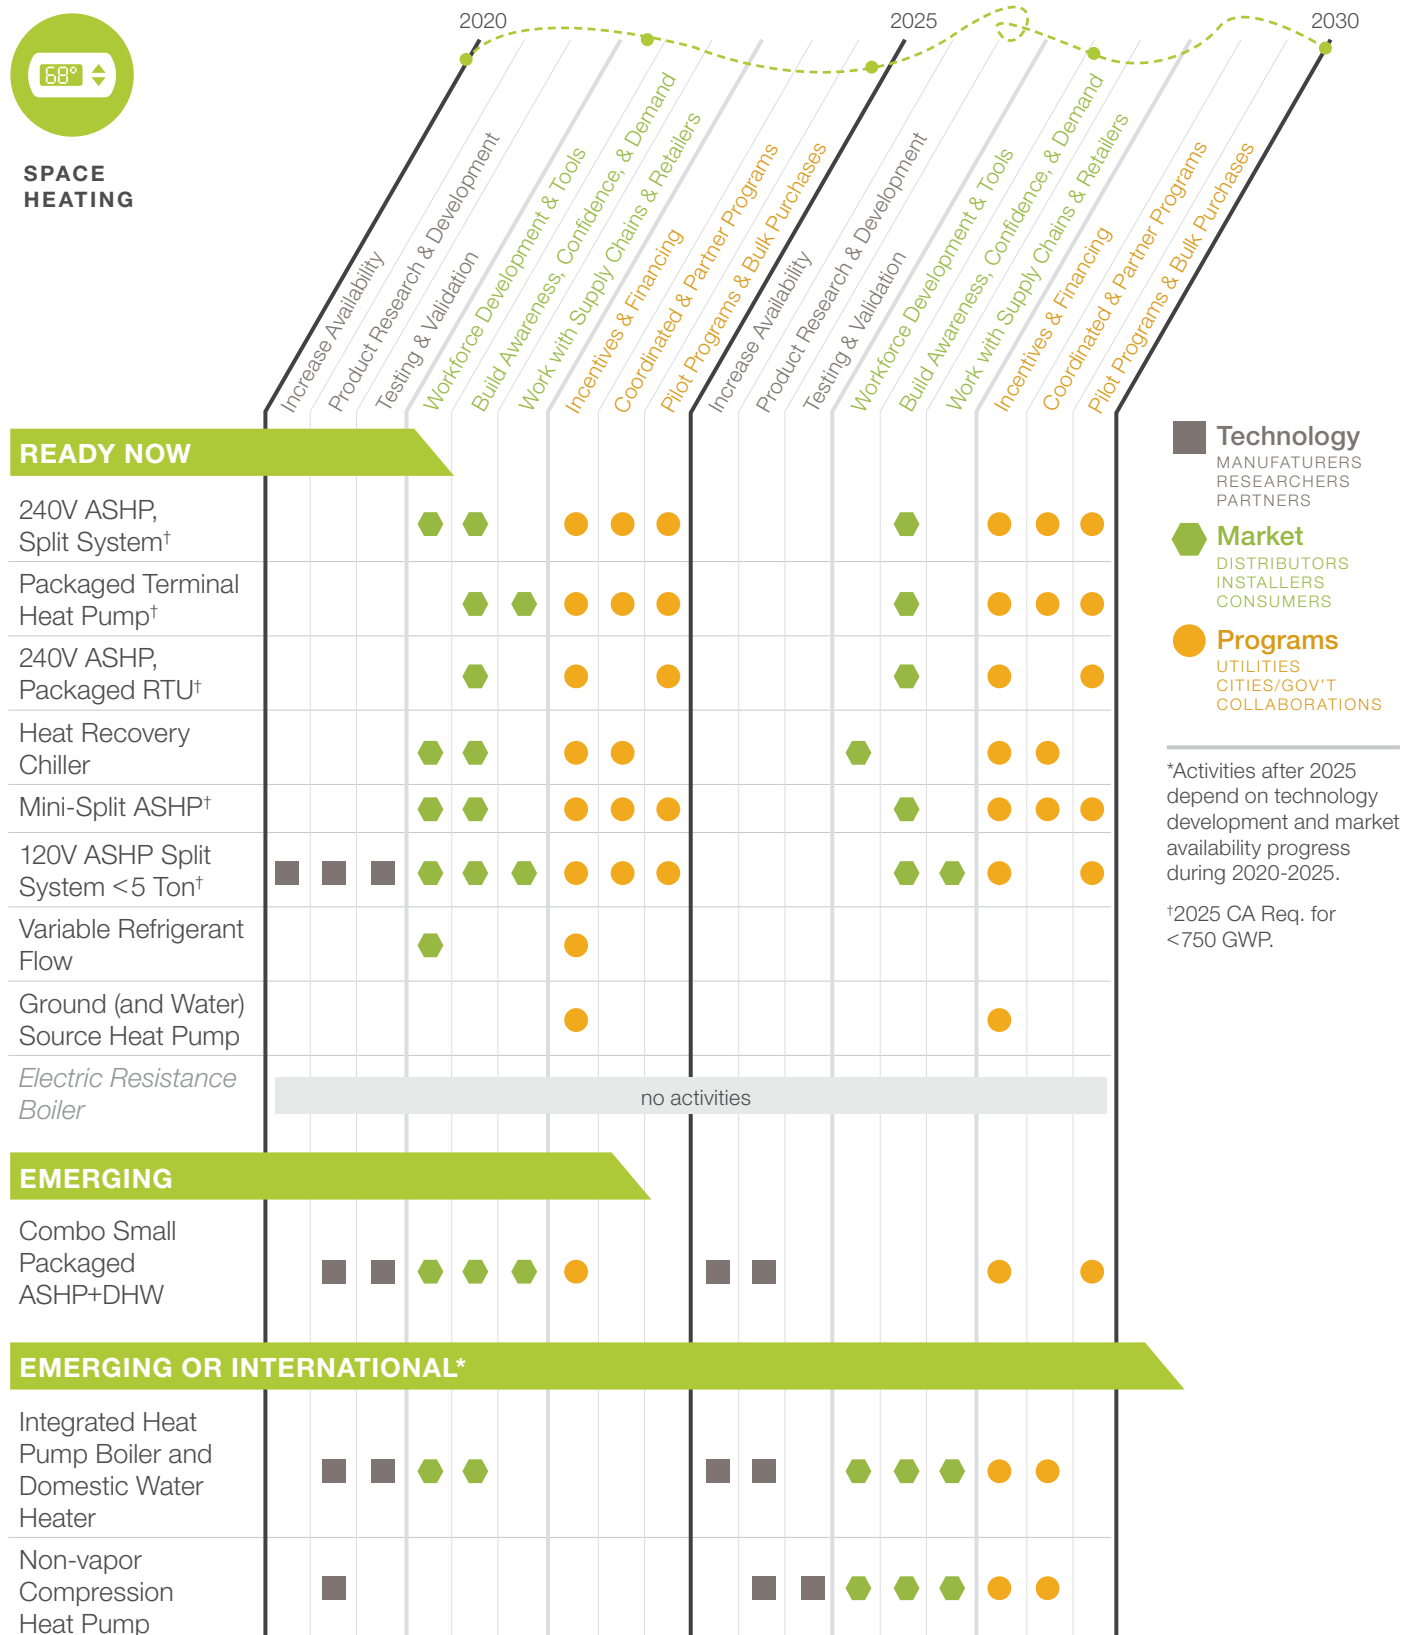 2020
2025
2030
68°
SPACE
HEATING
Increase Availability
Product Research & Development
Testing & Validation
Workforce Development & Tools
Build Awareness, Confidence, & Demand
Work with Supply Chains & Retailers
Incentives & Financing
Coordinated & Partner Programs
Pilot Programs & Bulk Purchases
Increase Availability
Product Research & Development
Testing & Validation
Workforce Development & Tools
Build Awareness, Confidence, & Demand
Work with Supply Chains & Retailers
Incentives & Financing
Coordinated & Partner Programs
Pilot Programs & Bulk Purchases
READY NOW
240V ASHP,
Split System†
Packaged Terminal
Heat Pump†
240V ASHP,
Packaged RTU†
Heat Recovery
Chiller
Mini-Split ASHP†
120V ASHP Split
System <5 Ton†
Variable Refrigerant
Flow
Ground (and Water)
Source Heat Pump
Electric Resistance
Boiler
no activities
EMERGING
Combo Small
Packaged
ASHP+DHW
EMERGING OR INTERNATIONAL*
Integrated Heat
Pump Boiler and
Domestic Water
Heater
Non-vapor
Compression
Heat Pump
Technology
MANUFATURERS
RESEARCHERS
PARTNERS
Market
DISTRIBUTORS
INSTALLERS
CONSUMERS
Programs
UTILITIES
CITIES/GOV'T
COLLABORATIONS
*Activities after 2025
depend on technology
development and market
availability progress
during 2020-2025.
†2025 CA Req. for
<750 GWP.